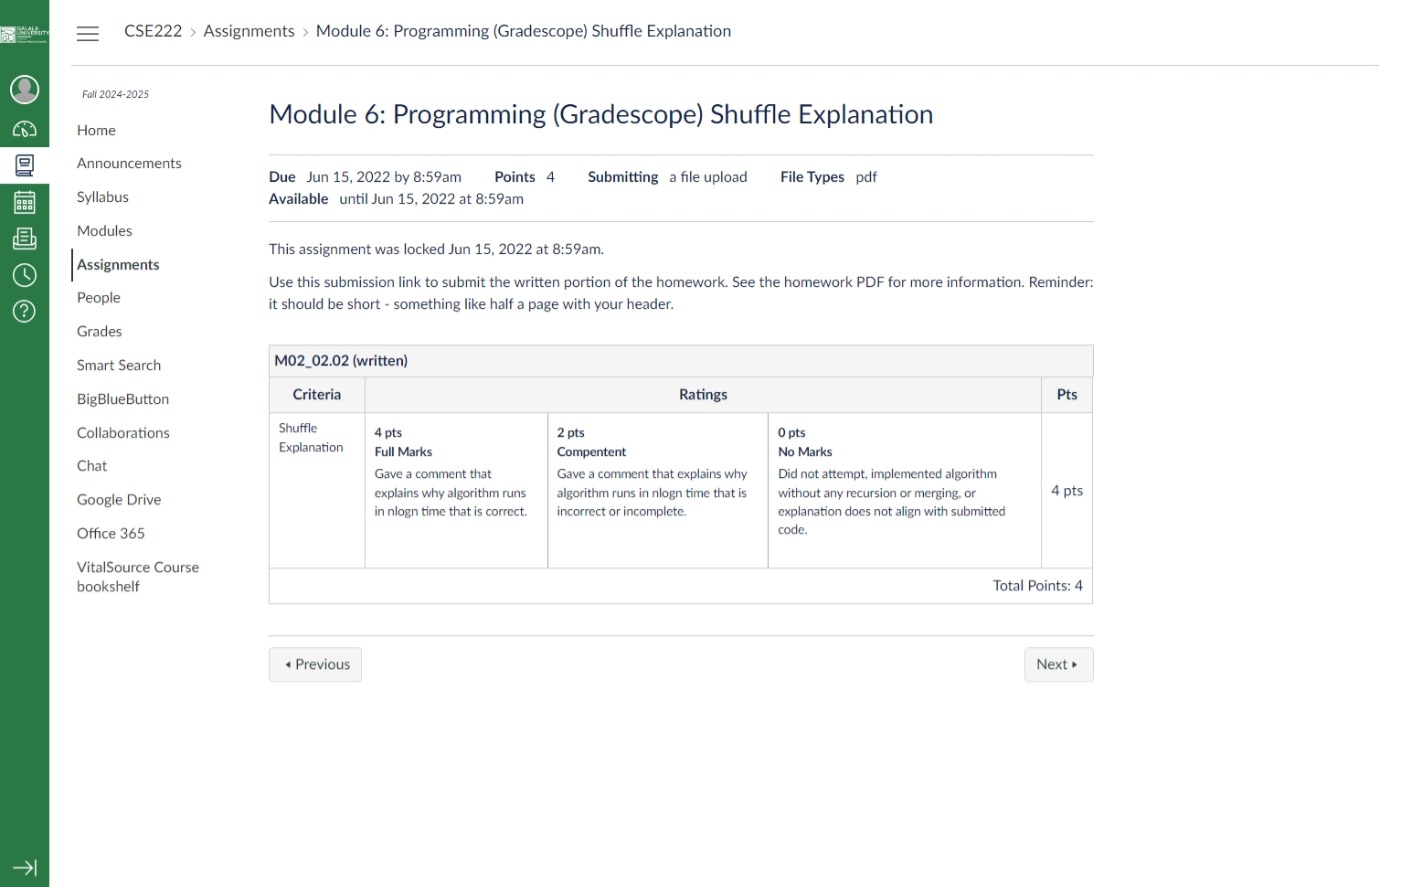 GALALA
UNIVERSITY
CSE222 › Assignments › Module 6: Programming (Gradescope) Shuffle Explanation
Fall 2024-2025
Home
Announcements
Syllabus
Modules
Assignments
People
Grades
Smart Search
BigBlueButton
Collaborations
Chat
Google Drive
Office 365
VitalSource Course
bookshelf
Module 6: Programming (Gradescope) Shuffle Explanation
Due Jun 15, 2022 by 8:59am Points 4 Submitting a file upload File Types pdf
Available until Jun 15, 2022 at 8:59am
This assignment was locked Jun 15, 2022 at 8:59am.
Use this submission link to submit the written portion of the homework. See the homework PDF for more information. Reminder:
it should be short - something like half a page with your header.
M02_02.02 (written)
Criteria Ratings Pts
Shuffle
Explanation
4 pts
Full Marks
Gave a comment that
explains why algorithm runs
in nlogn time that is correct.
2 pts
Compentent
Gave a comment that explains why
algorithm runs in nlogn time that is
incorrect or incomplete.
0 pts
No Marks
Did not attempt, implemented algorithm
without any recursion or merging, or
explanation does not align with submitted
code.
4 pts
Total Points: 4
Previous
Next